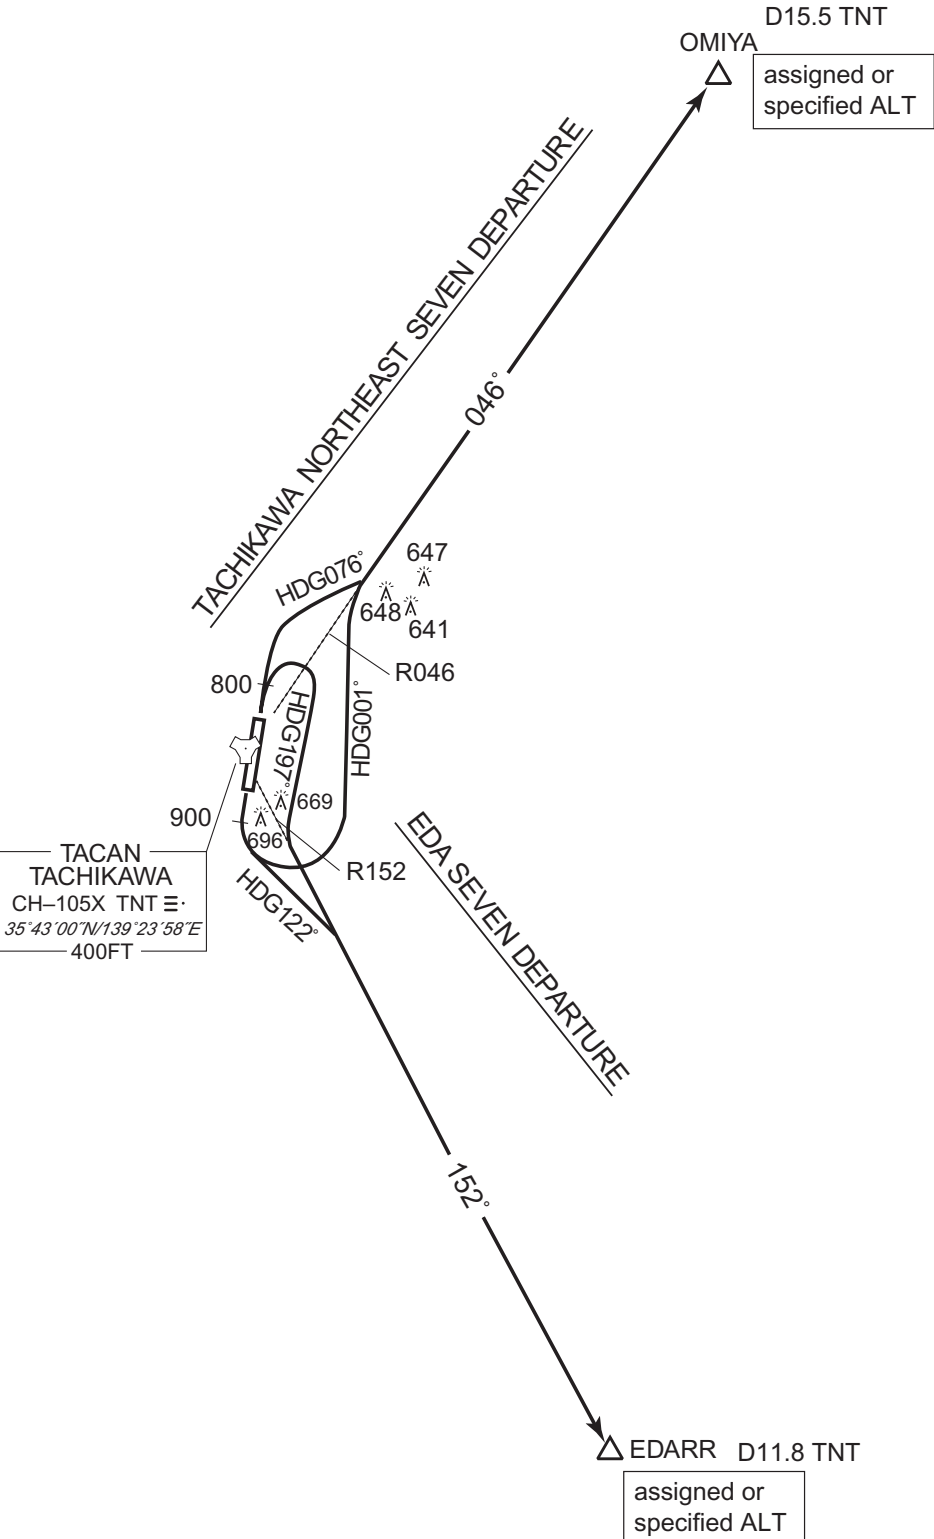 D15.5 TNT
OMIYA
assigned or
specified ALT
TACHIKAWA NORTHEAST SEVEN DEPARTURE
046°
647
HDG076°
648
641
R046
800
HDG197°
HDG001°
669
900
696
R152
TACAN
TACHIKAWA
CH–105X TNT
35°43′00″N/139°23′58″E
400FT
HDG122°
EDA SEVEN DEPARTURE
152°
EDARR D11.8 TNT
assigned or
specified ALT